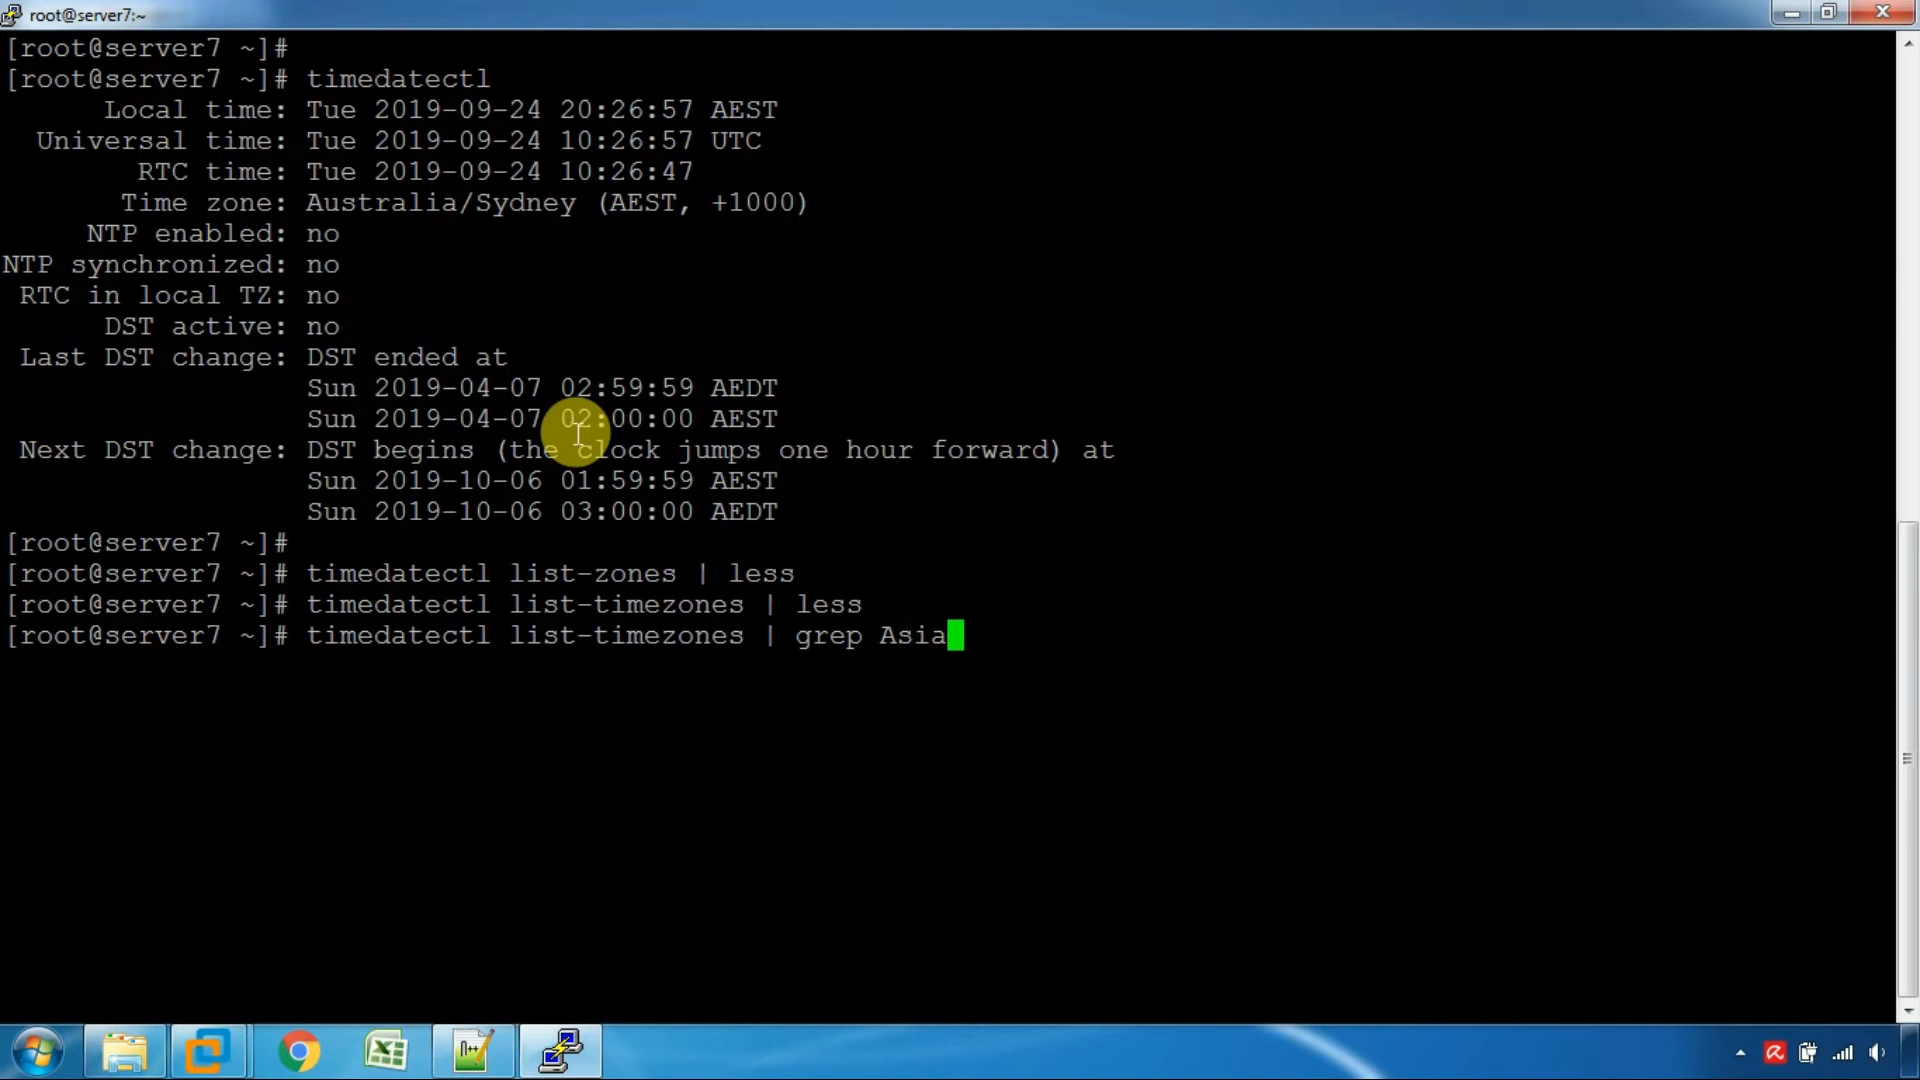 root@server7:~
[root@server7 ~]#
[root@server7 ~]# timedatectl
Local time: Tue 2019-09-24 20:26:57 AEST
Universal time: Tue 2019-09-24 10:26:57 UTC
RTC time: Tue 2019-09-24 10:26:47
Time zone: Australia/Sydney (AEST, +1000)
NTP enabled: no
NTP synchronized: no
RTC in local TZ: no
DST active: no
Last DST change: DST ended at
Sun 2019-04-07 02:59:59 AEDT
Sun 2019-04-07 02:00:00 AEST
Next DST change: DST begins (the clock jumps one hour forward) at
Sun 2019-10-06 01:59:59 AEST
Sun 2019-10-06 03:00:00 AEDT
[root@server7 ~]#
[root@server7 ~]# timedatectl list-zones | less
[root@server7 ~]# timedatectl list-timezones | less
[root@server7 ~]# timedatectl list-timezones | grep Asia